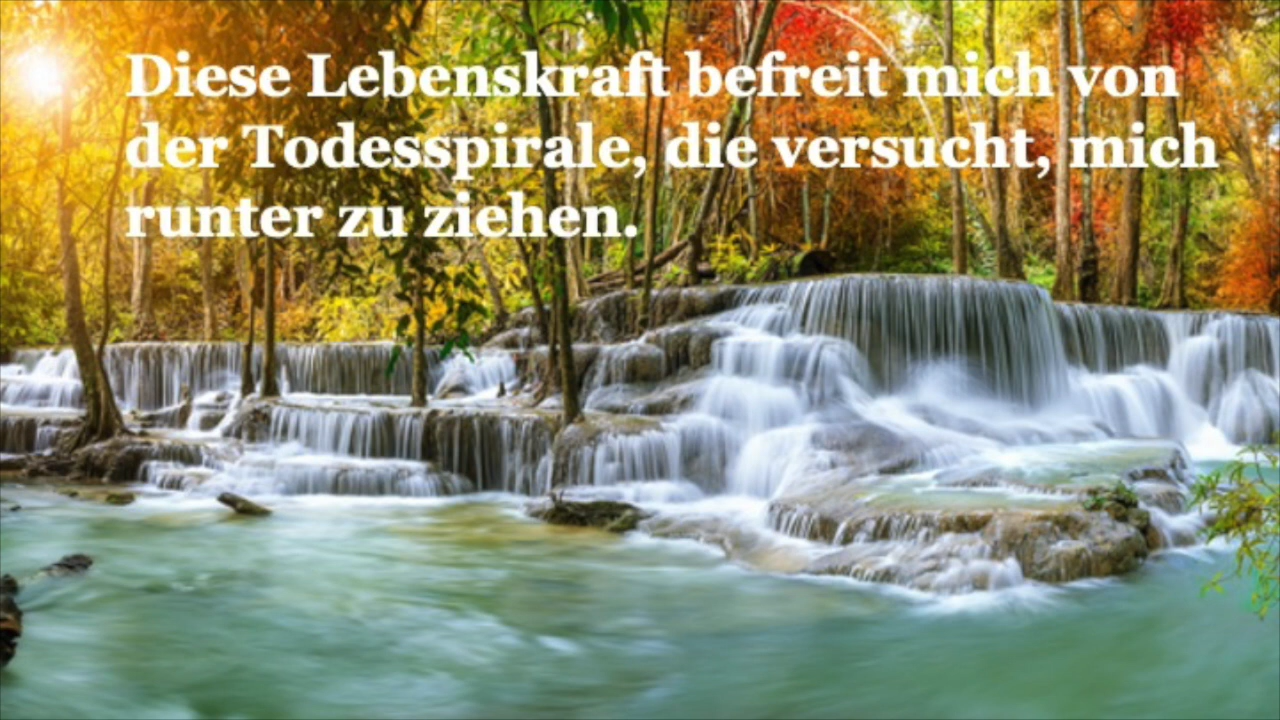 Diese Lebenskraft befreit mich von
der Todesspirale, die versucht, mich
runter zu ziehen.